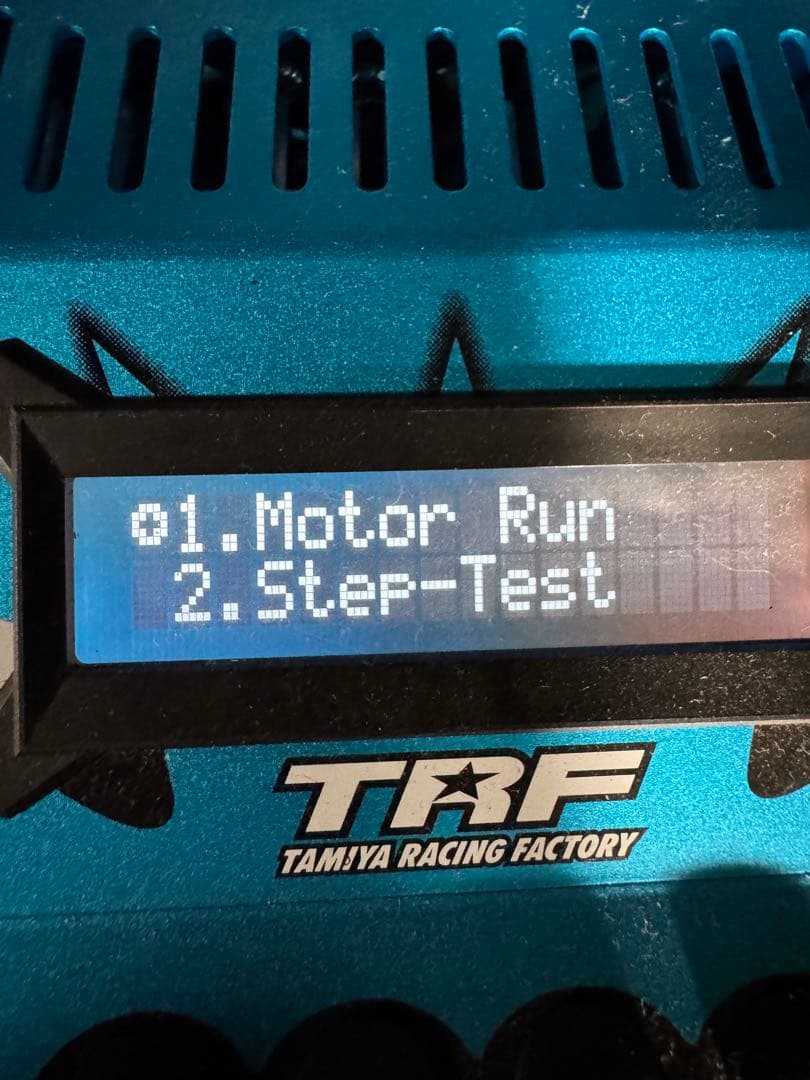 1.Motor Run
2.Step-Test
TRF
TAMIYA RACING FACTORY